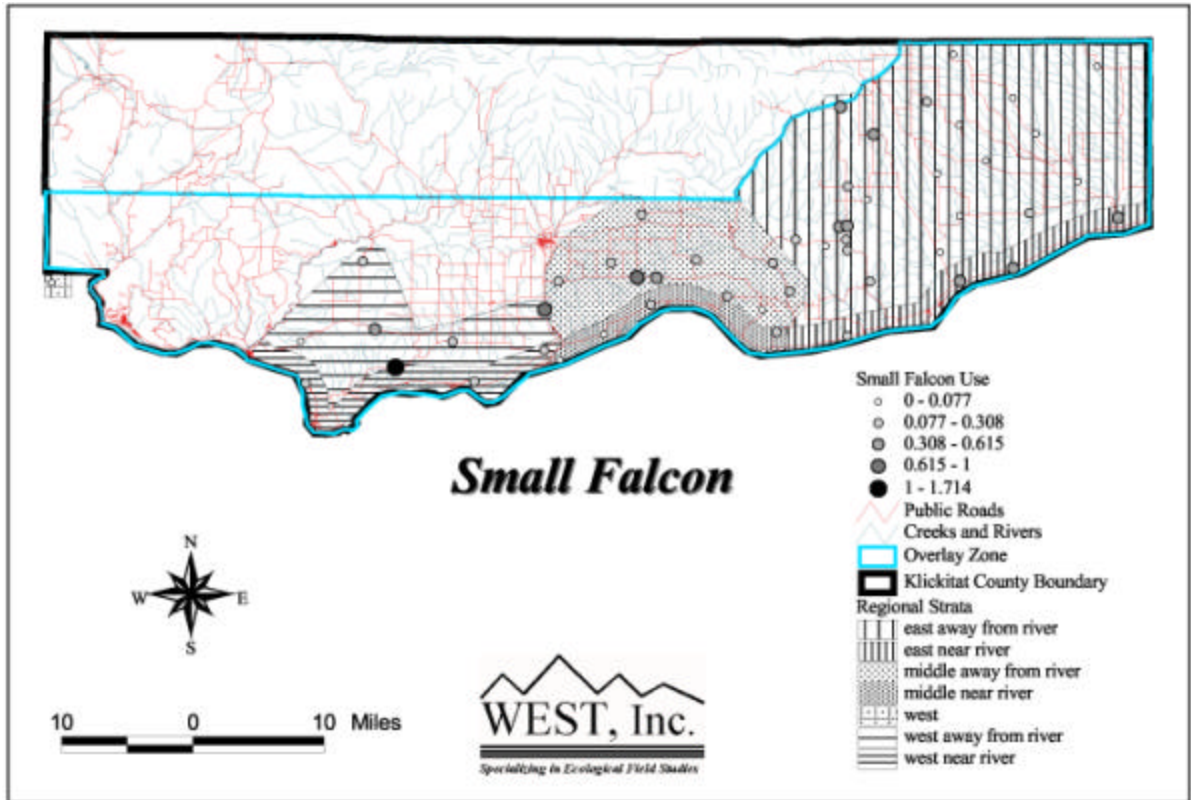 Small Falcon Use
0 - 0.077
0.077 - 0.308
0.308 - 0.615
0.615 - 1
1 - 1.714
Public Roads
Creeks and Rivers
Overlay Zone
Klickitat County Boundary
Regional Strata
east away from river
east near river
middle away from river
middle near river
west
west away from river
west near river
Small Falcon
N
W E
S
10 0 10 Miles
WEST, Inc.
Specializing in Ecological Field Studies